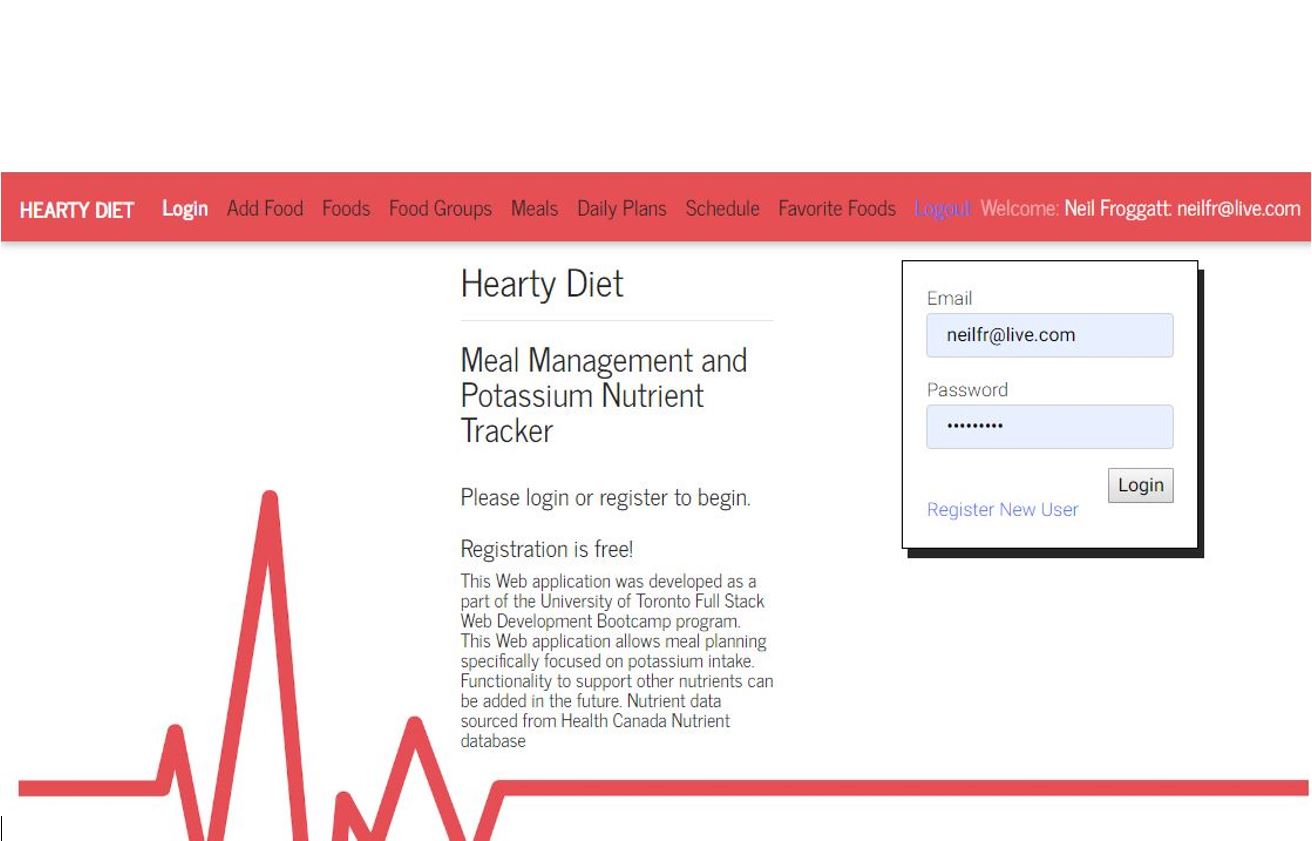 HEARTY DIET Login Add Food Foods Food Groups Meals Daily Plans Schedule Favorite Foods Logout Welcome: Neil Froggatt: neilfr@live.com
Hearty Diet
Meal Management and
Potassium Nutrient
Tracker
Please login or register to begin.
Registration is free!
This Web application was developed as a
part of the University of Toronto Full Stack
Web Development Bootcamp program.
This Web application allows meal planning
specifically focused on potassium intake.
Functionality to support other nutrients can
be added in the future. Nutrient data
sourced from Health Canada Nutrient
database
Email
neilfr@live.com
Password
•••••••••
Login
Register New User